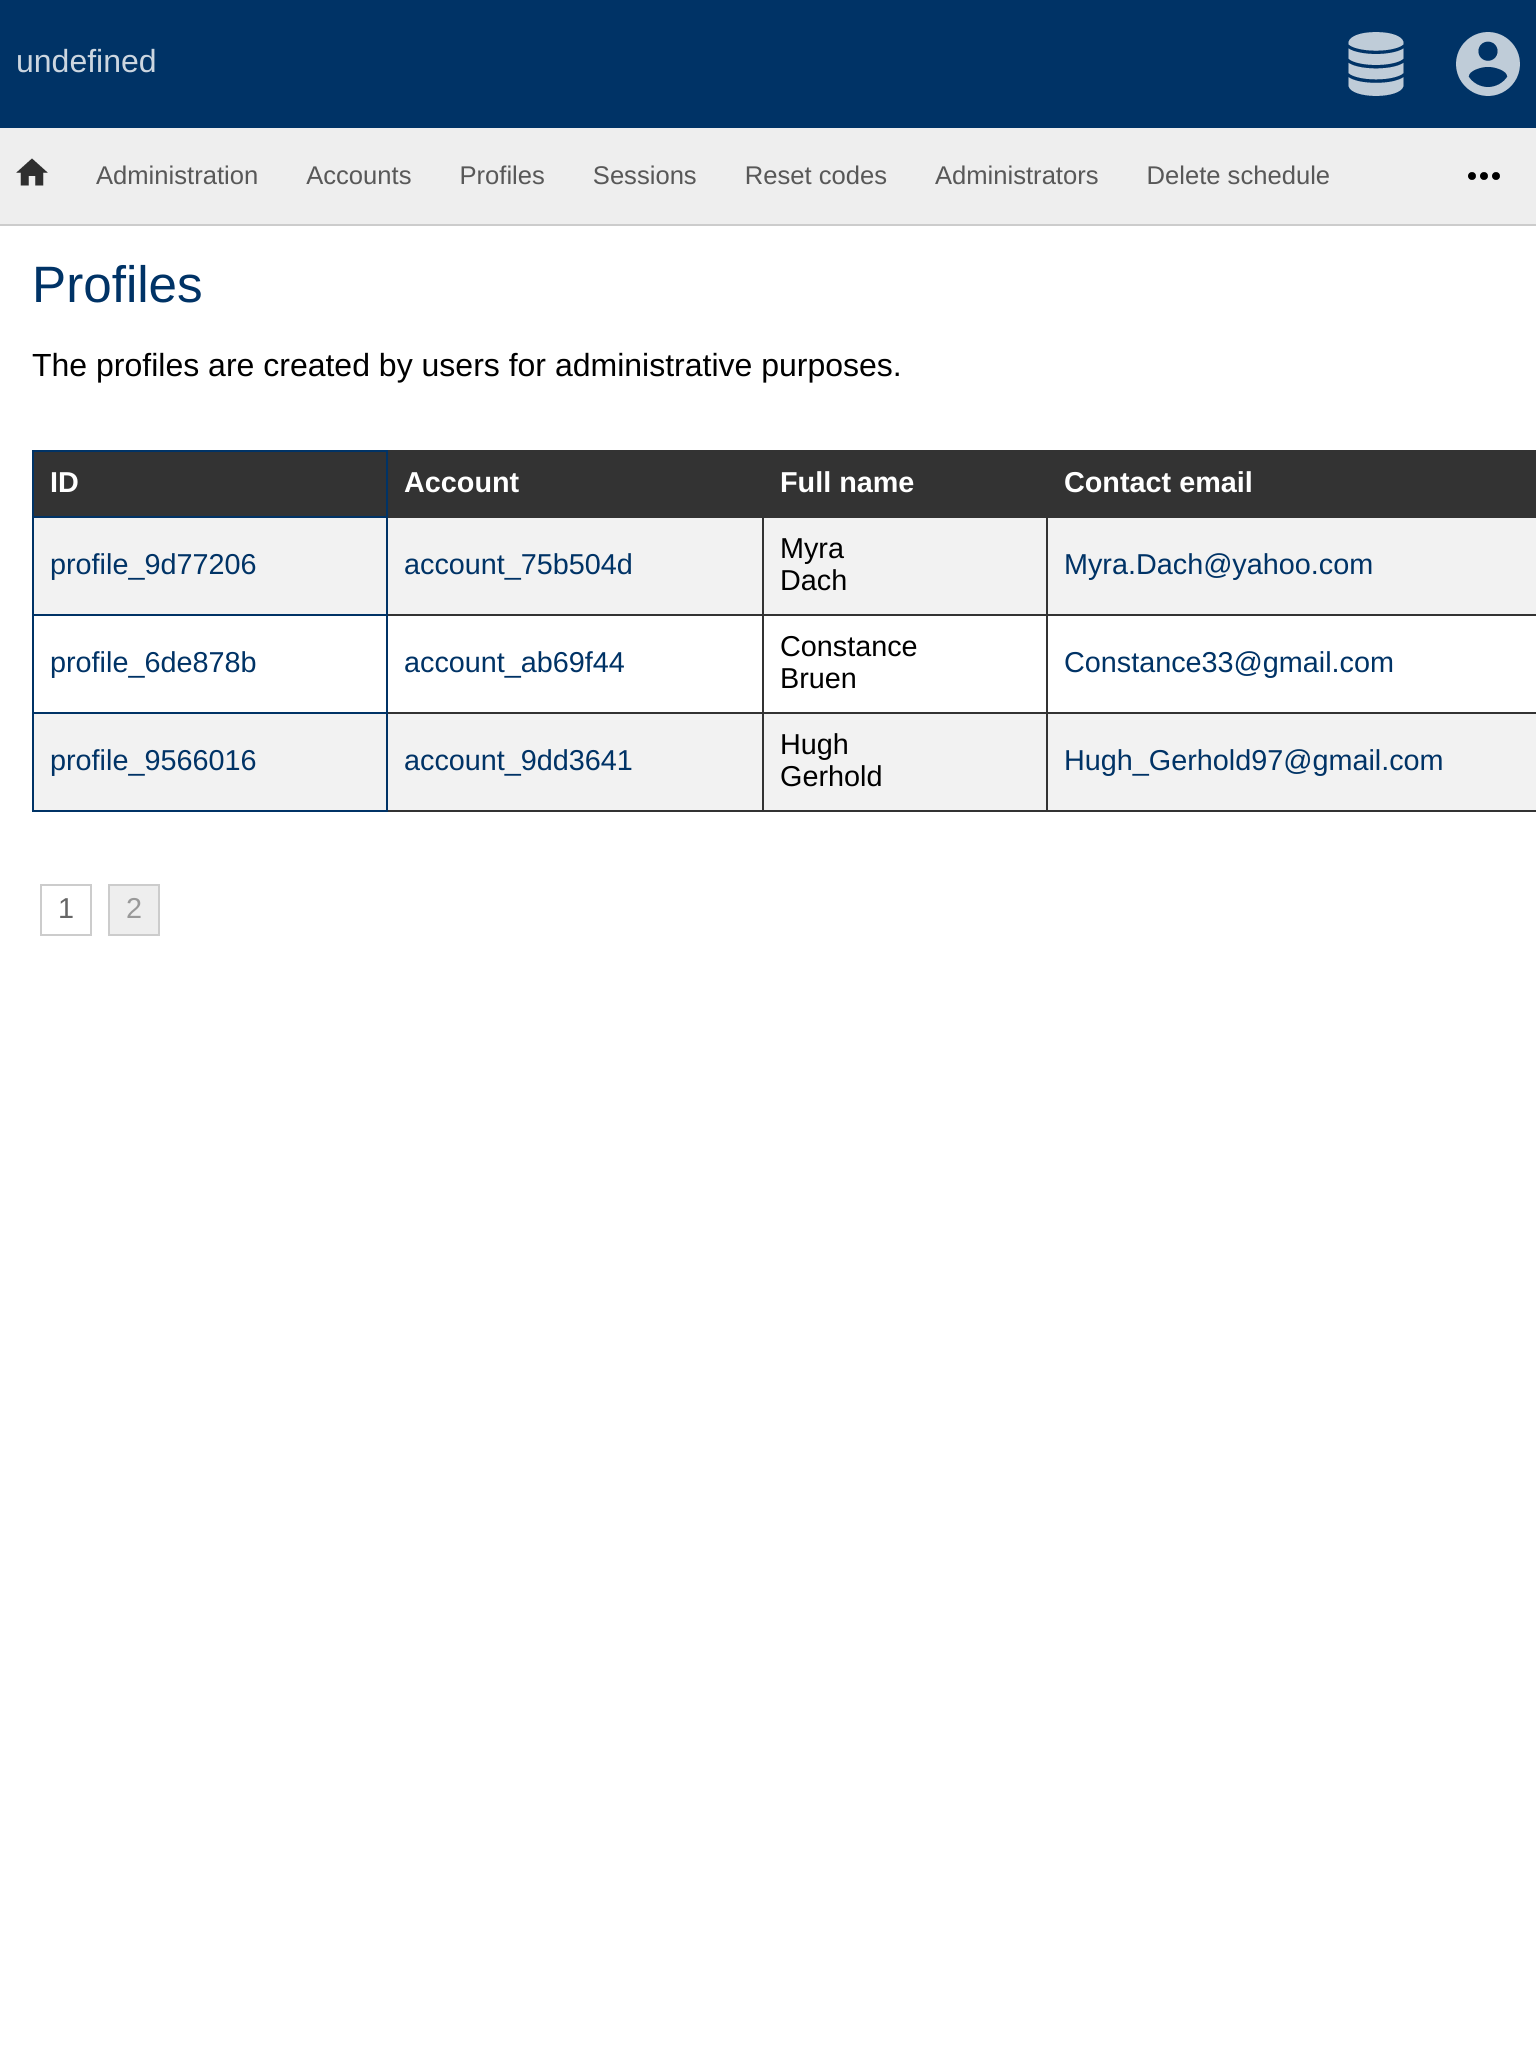 undefined
Administration Accounts Profiles Sessions Reset codes Administrators Delete schedule
Profiles
The profiles are created by users for administrative purposes.
ID Account Full name Contact email
profile_9d77206 account_75b504d Myra Dach Myra.Dach@yahoo.com
profile_6de878b account_ab69f44 Constance Bruen Constance33@gmail.com
profile_9566016 account_9dd3641 Hugh Gerhold Hugh_Gerhold97@gmail.com
1 2